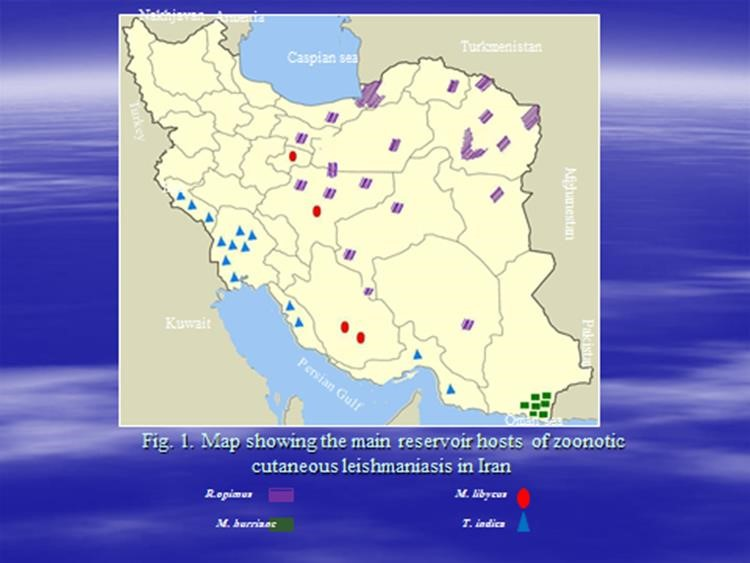 Nakhjavan Armenia
Caspian sea
Turkmenistan
Turkey
Afghanestan
Kuwait
Persian Gulf
Pakistan
Oman sea
Fig. 1. Map showing the main reservoir hosts of zoonotic
cutaneous leishmaniasis in Iran
R.opimus M. libycus
M. hurrianae T. indica